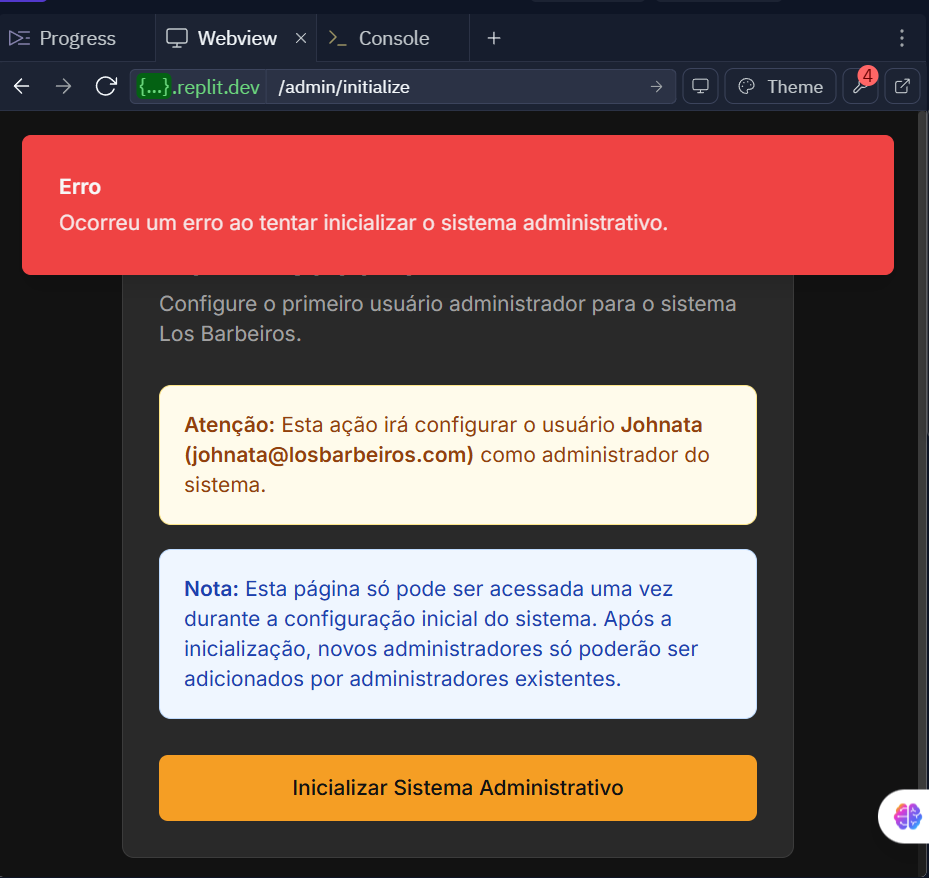 Progress
Webview
Console
{...}.replit.dev /admin/initialize
Theme
4
Erro
Ocorreu um erro ao tentar inicializar o sistema administrativo.
Configure o primeiro usuário administrador para o sistema
Los Barbeiros.
Atenção: Esta ação irá configurar o usuário Johnata
(johnata@losbarbeiros.com) como administrador do
sistema.
Nota: Esta página só pode ser acessada uma vez
durante a configuração inicial do sistema. Após a
inicialização, novos administradores só poderão ser
adicionados por administradores existentes.
Inicializar Sistema Administrativo